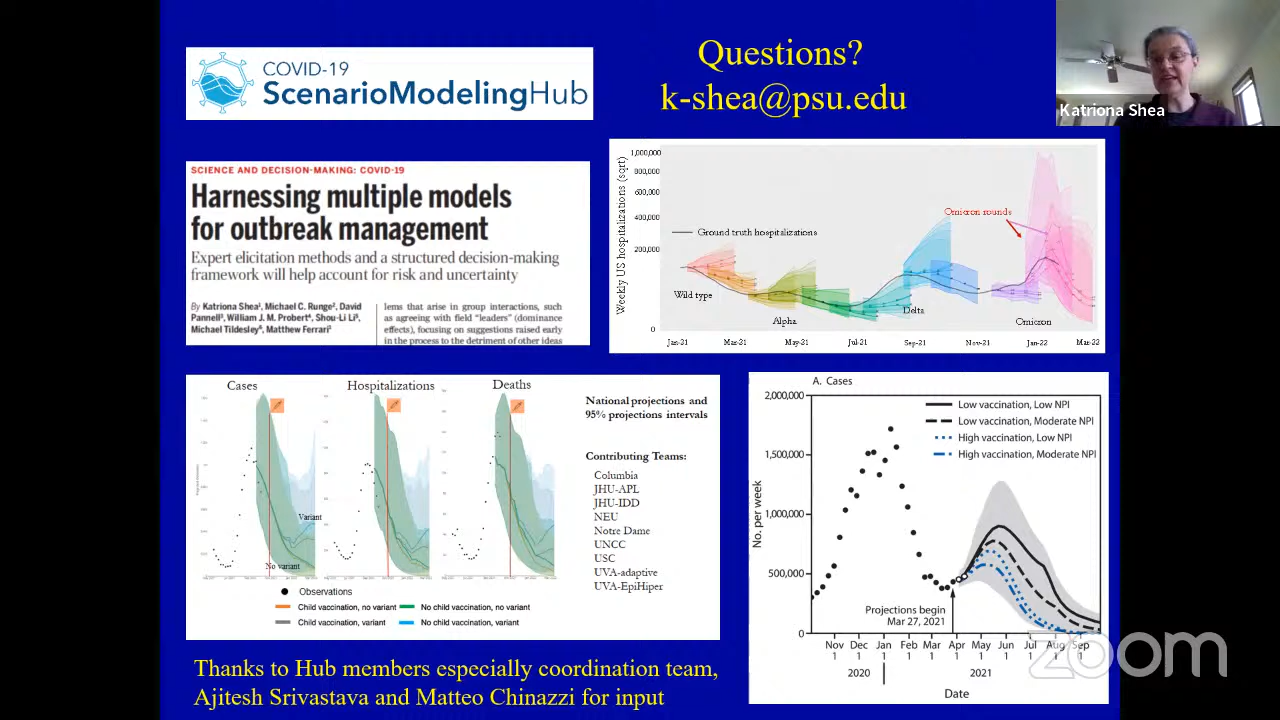 COVID-19
ScenarioModelingHub
Questions?
k-shea@psu.edu
Katriona Shea
SCIENCE AND DECISION-MAKING: COVID-19
Harnessing multiple models
for outbreak management
Expert elicitation methods and a structured decision-making
framework will help account for risk and uncertainty
By Katriona Shea¹, Michael C. Runge², David
Pannell³, William J. M. Probert⁴, Shou-Li Li⁵,
Michael Tildesley⁶, Matthew Ferrari¹
lems that arise in group interactions, such
as agreeing with field "leaders" (dominance
effects), focusing on suggestions raised early
in the process to the detriment of other ideas
Weekly US hospitalizations (sqrt)
1,000,000
800,000
600,000
400,000
200,000
0
Ground truth hospitalizations
Omicron rounds
Wild type
Alpha
Delta
Omicron
Jan-21 Mar-21 May-21 Jul-21 Sep-21 Nov-21 Jan-22 Mar-22
Cases Hospitalizations Deaths
Variant
No variant
Observations
Child vaccination, no variant No child vaccination, no variant
Child vaccination, variant No child vaccination, variant
National projections and
95% projections intervals
Contributing Teams:
Columbia
JHU-APL
JHU-IDD
NEU
Notre Dame
UNCC
USC
UVA-adaptive
UVA-EpiHiper
A. Cases
No. per week
2,000,000
1,500,000
1,000,000
500,000
0
Low vaccination, Low NPI
Low vaccination, Moderate NPI
High vaccination, Low NPI
High vaccination, Moderate NPI
Projections begin
Mar 27, 2021
Nov Dec Jan Feb Mar Apr May Jun Jul Aug Sep
1 1 1 1 1 1 1 1 1 1 1
2020 2021
Date
zoom
Thanks to Hub members especially coordination team,
Ajitesh Srivastava and Matteo Chinazzi for input